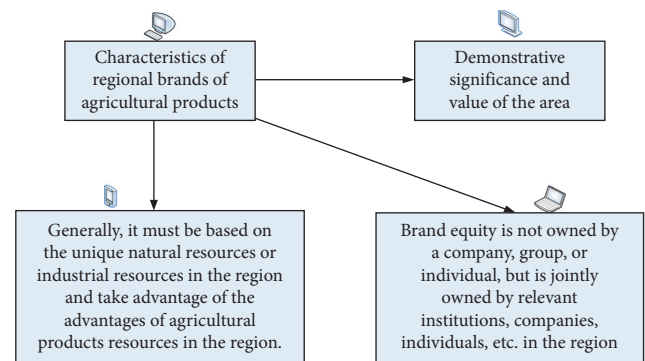 Characteristics of
regional brands of
agricultural products
Demonstrative
significance and
value of the area
Generally, it must be based on
the unique natural resources or
industrial resources in the region
and take advantage of the
advantages of agricultural
products resources in the region.
Brand equity is not owned by
a company, group, or
individual, but is jointly
owned by relevant
institutions, companies,
individuals, etc. in the region